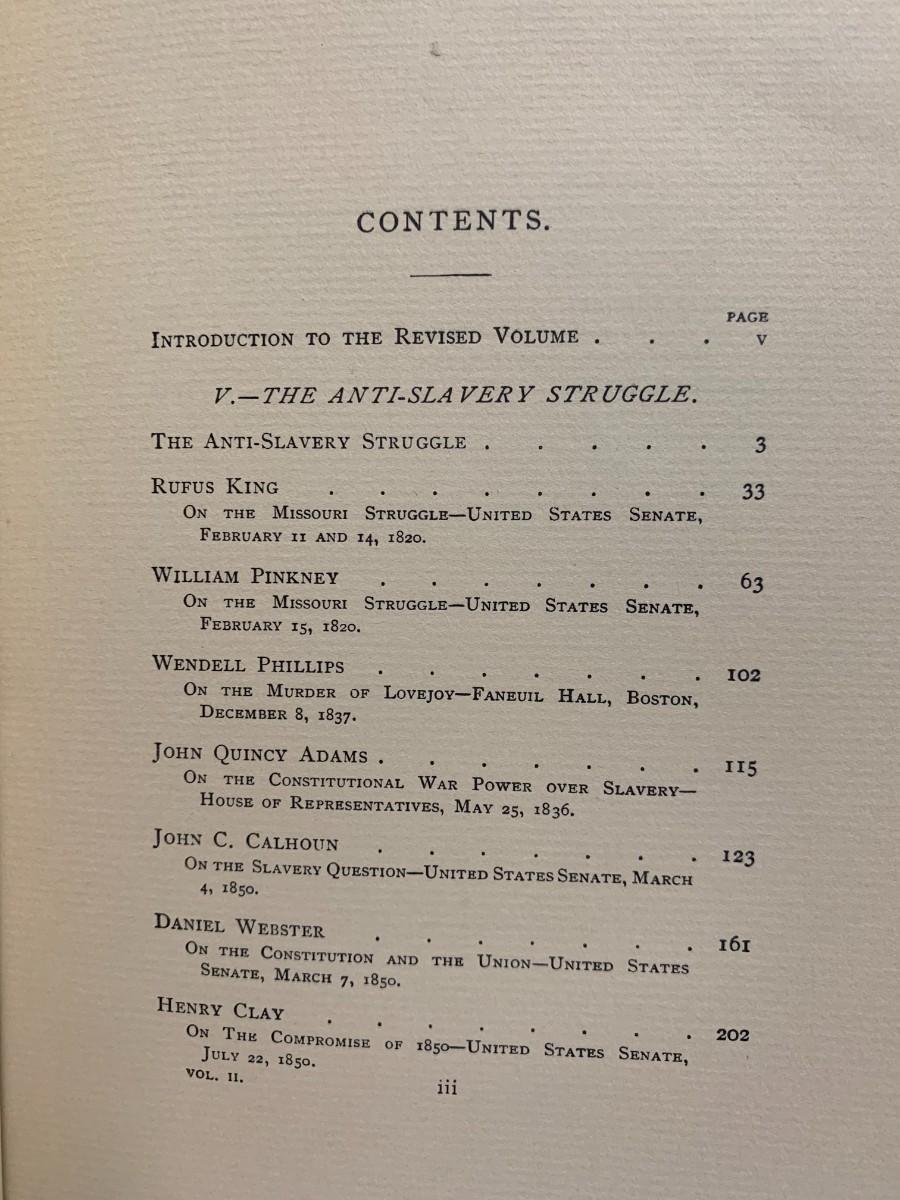 CONTENTS.
PAGE
INTRODUCTION TO THE REVISED VOLUME . . . V
V.—THE ANTI-SLAVERY STRUGGLE.
THE ANTI-SLAVERY STRUGGLE . . . . . 3
RUFUS KING . . . . . . . . 33
ON THE MISSOURI STRUGGLE—UNITED STATES SENATE,
FEBRUARY 11 AND 14, 1820.
WILLIAM PINKNEY . . . . . . . 63
ON THE MISSOURI STRUGGLE—UNITED STATES SENATE,
FEBRUARY 15, 1820.
WENDELL PHILLIPS . . . . . . . 102
ON THE MURDER OF LOVEJOY—FANEUIL HALL, BOSTON,
DECEMBER 8, 1837.
JOHN QUINCY ADAMS . . . . . . . 115
ON THE CONSTITUTIONAL WAR POWER OVER SLAVERY—
HOUSE OF REPRESENTATIVES, MAY 25, 1836.
JOHN C. CALHOUN . . . . . . . 123
ON THE SLAVERY QUESTION—UNITED STATES SENATE, MARCH
4, 1850.
DANIEL WEBSTER . . . . . . . 161
ON THE CONSTITUTION AND THE UNION—UNITED STATES
SENATE, MARCH 7, 1850.
HENRY CLAY . . . . . . . . 202
ON THE COMPROMISE OF 1850—UNITED STATES SENATE,
JULY 22, 1850.
VOL. II.
iii